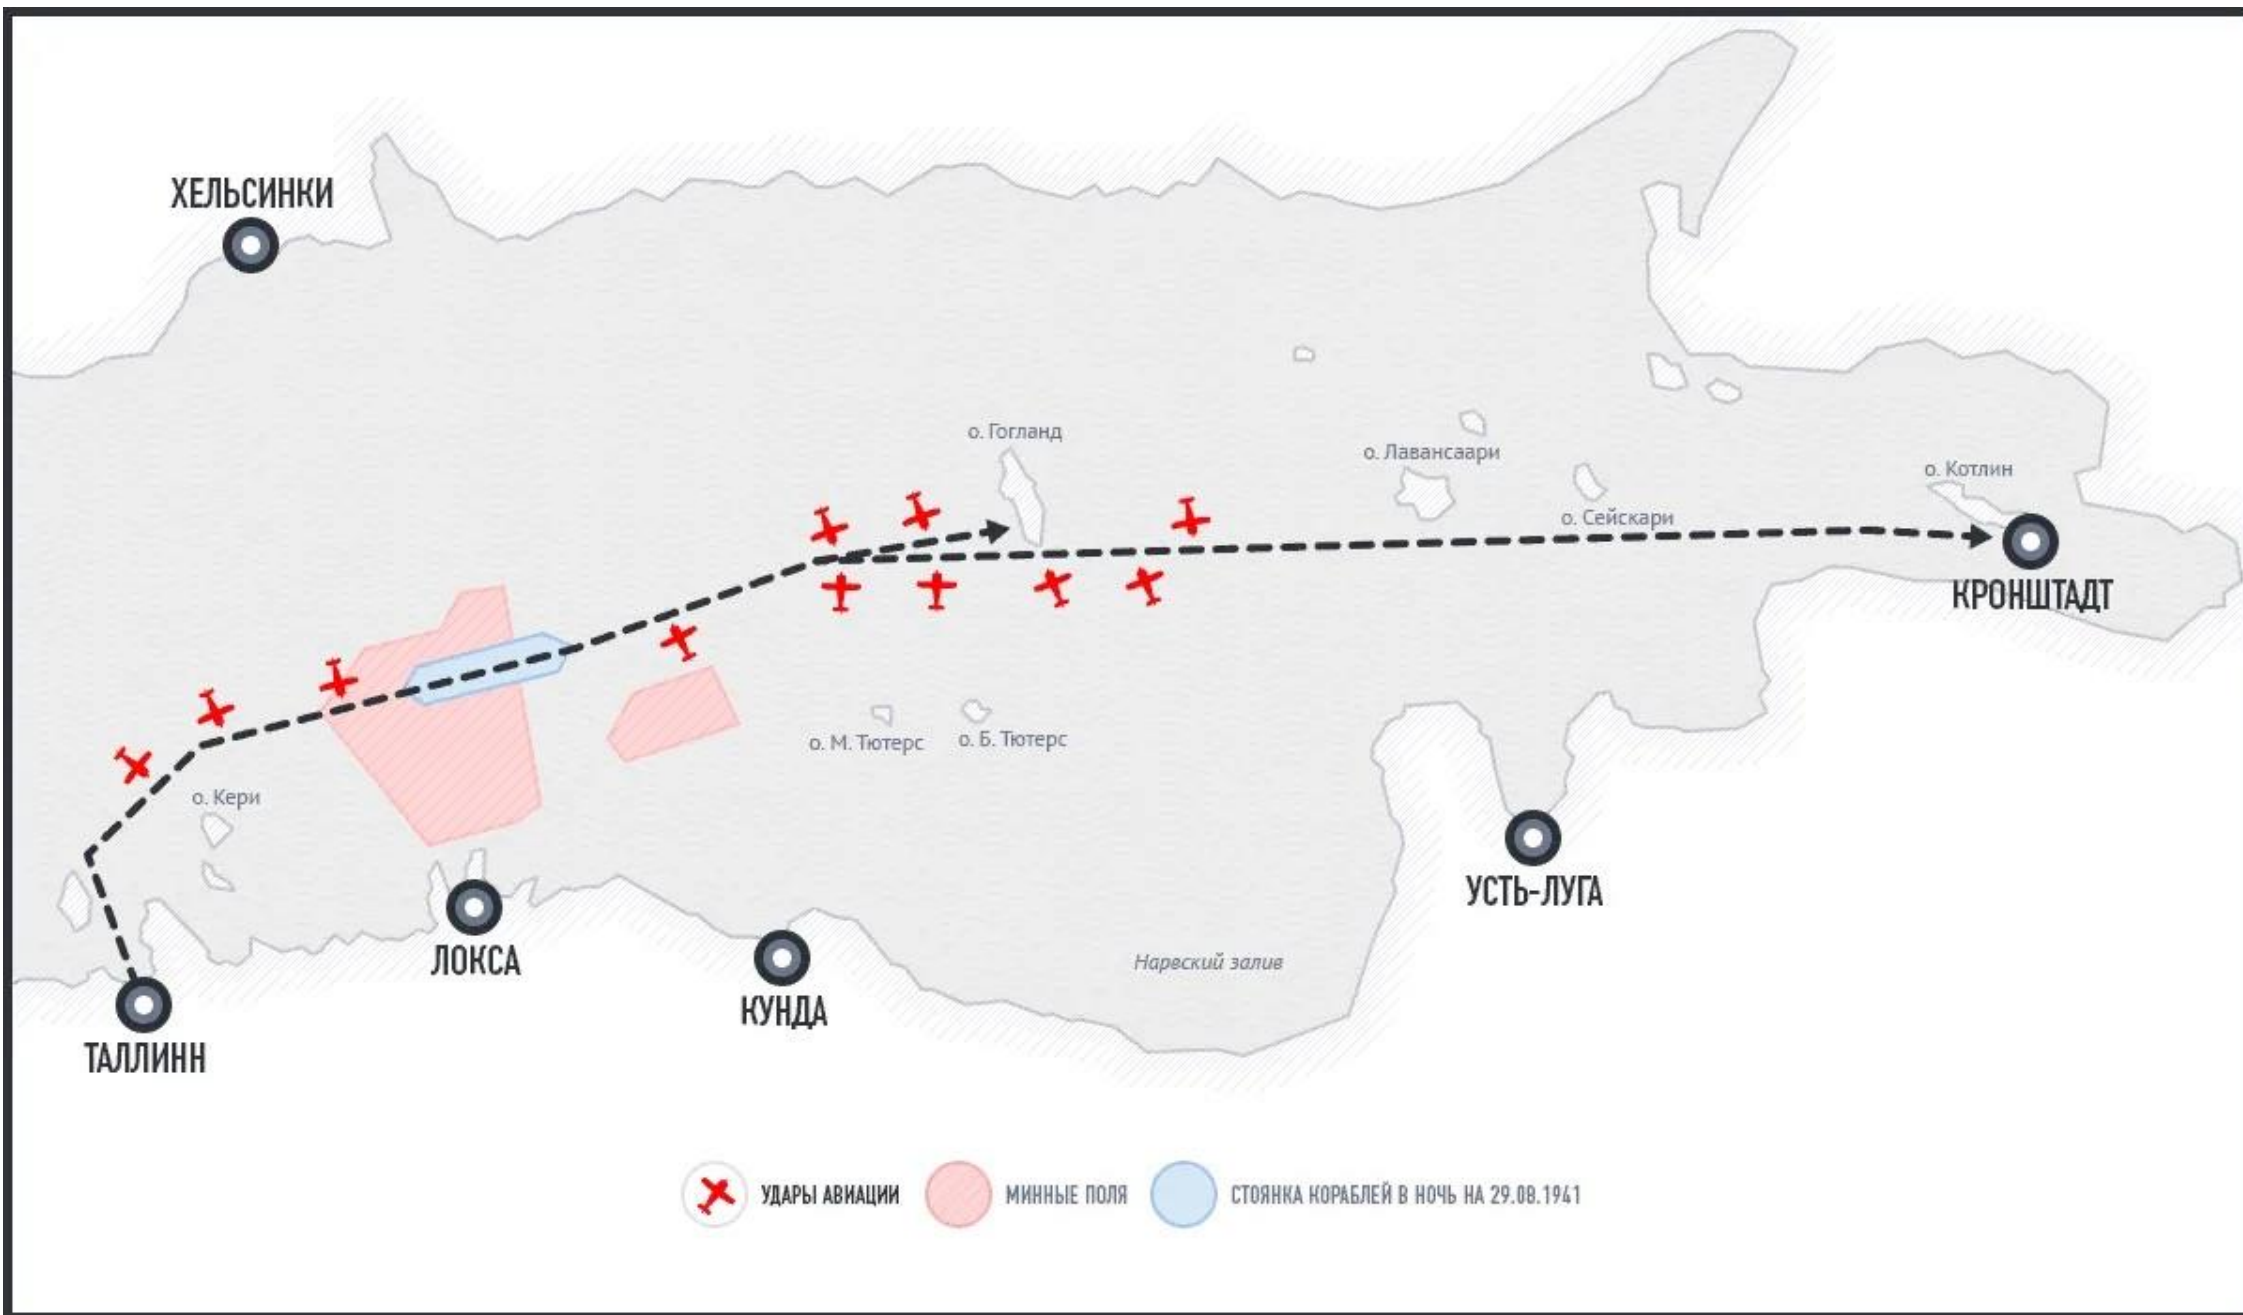 ХЕЛЬСИНКИ
о. Гогланд
о. Лавансаари
о. Котлин
о. Сейскари
КРОНШТАДТ
о. М. Тютерс
о. Б. Тютерс
о. Кери
УСТЬ-ЛУГА
ЛОКСА
Нарвский залив
КУНДА
ТАЛЛИНН
УДАРЫ АВИАЦИИ
МИННЫЕ ПОЛЯ
СТОЯНКА КОРАБЛЕЙ В НОЧЬ НА 29.08.1941